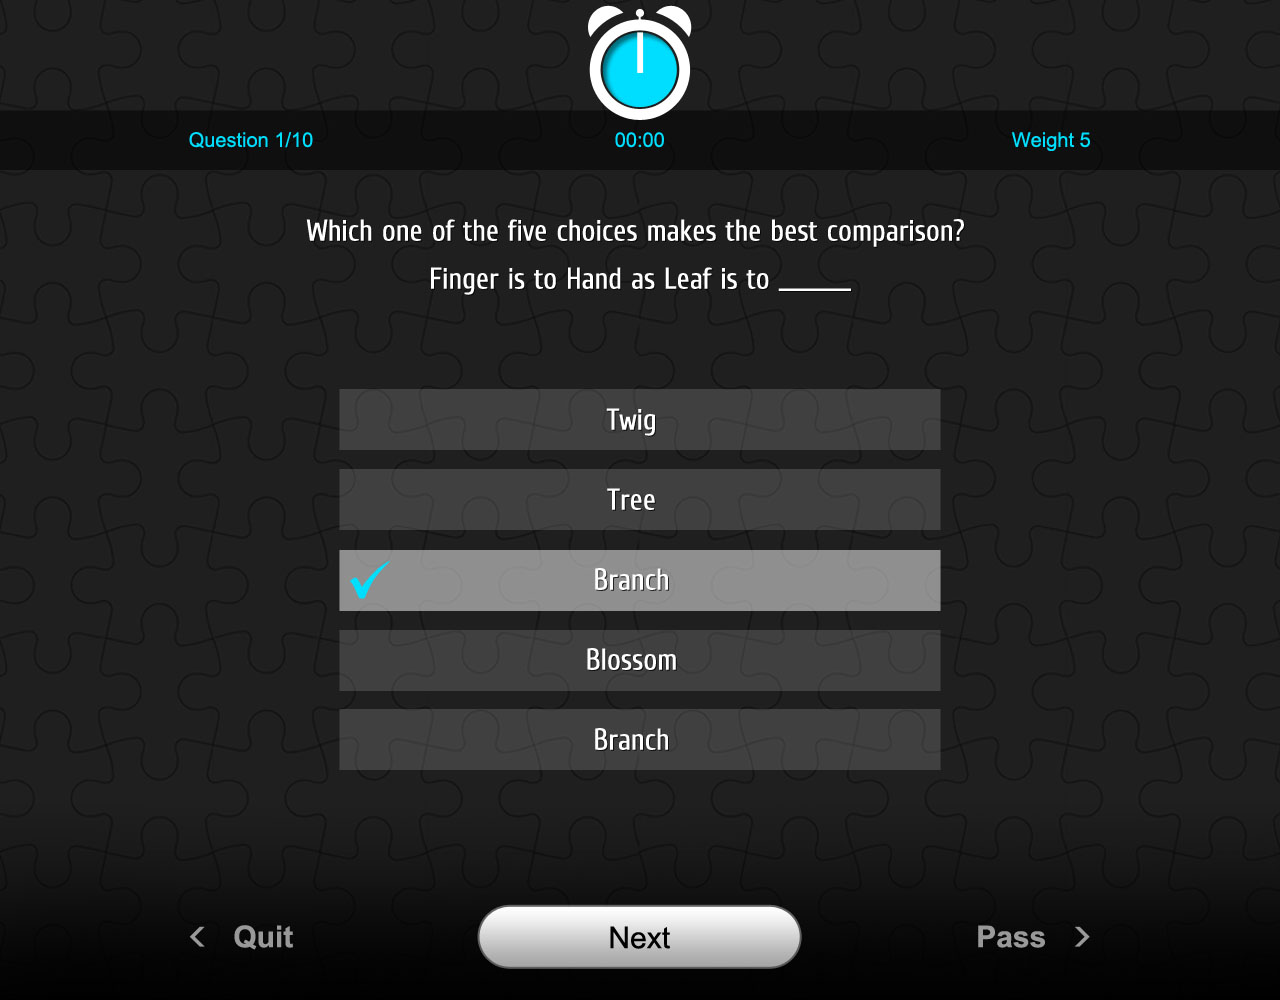 Question 1/10
00:00
Weight 5
Which one of the five choices makes the best comparison?
Finger is to Hand as Leaf is to ______
Twig
Tree
Branch
Blossom
Branch
Quit
Next
Pass